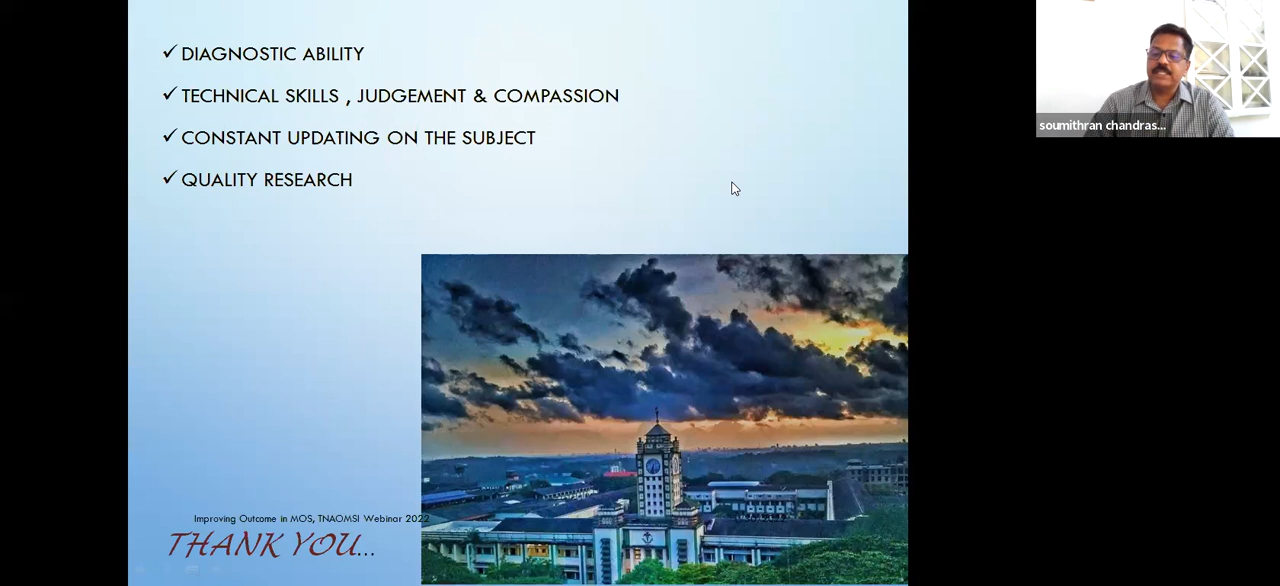 ✓ DIAGNOSTIC ABILITY
✓ TECHNICAL SKILLS , JUDGEMENT & COMPASSION
✓ CONSTANT UPDATING ON THE SUBJECT
✓ QUALITY RESEARCH
soumithran chandras...
Improving Outcome in MOS, TNAOMSI Webinar 2022
THANK YOU...